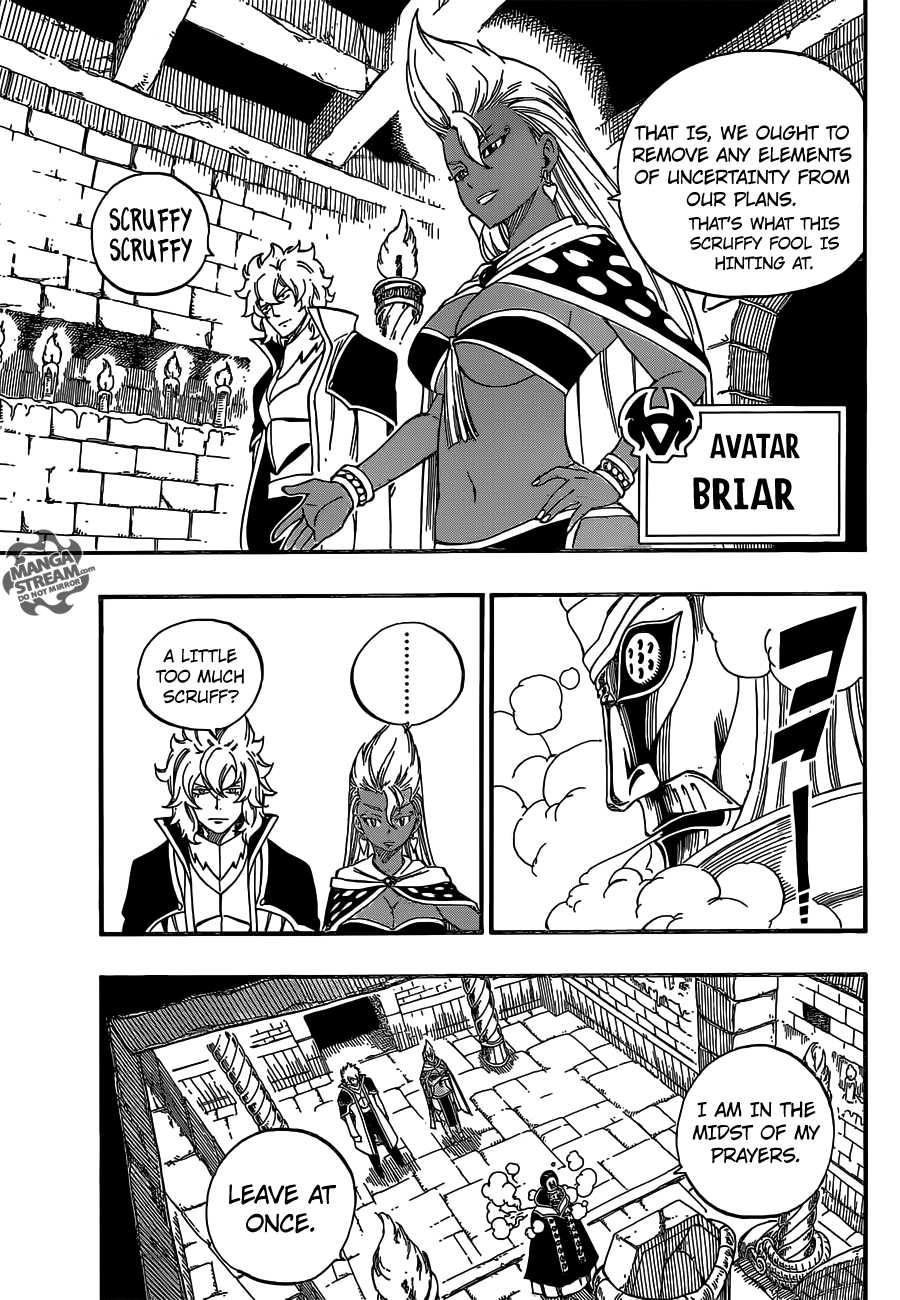 THAT IS, WE OUGHT TO
REMOVE ANY ELEMENTS
OF UNCERTAINTY FROM
OUR PLANS.
THAT'S WHAT THIS
SCRUFFY FOOL IS
HINTING AT.
SCRUFFY
SCRUFFY
AVATAR
BRIAR
MANGA
STREAM.com
DO NOT MIRROR!
コォ…
..........
A LITTLE
TOO MUCH
SCRUFF?
I AM IN THE
MIDST OF MY
PRAYERS.
LEAVE AT
ONCE.